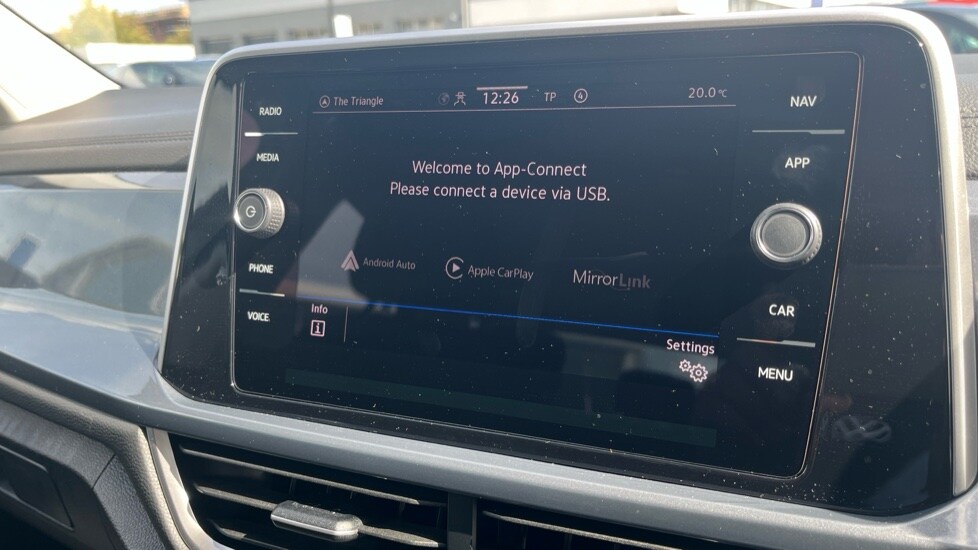 RADIO
MEDIA
PHONE
VOICE
The Triangle
12:26
TP
4
20.0°C
Welcome to App-Connect
Please connect a device via USB.
Android Auto
Apple CarPlay
MirrorLink
Info
i
Settings
NAV
APP
CAR
MENU